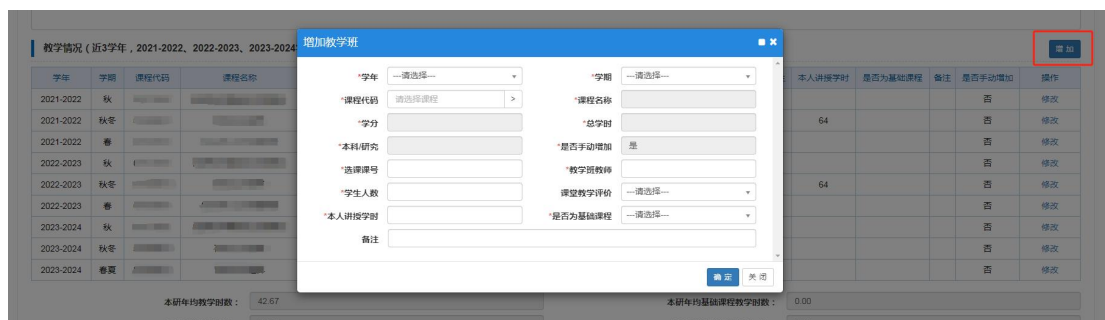 教学情况（近3学年，2021-2022、2022-2023、2023-2024
增加
学年 学期 课程代码 课程名称 本人讲授学时 是否为基础课程 备注 是否手动增加 操作
2021-2022 秋 否 修改
2021-2022 秋冬 64 否 修改
2021-2022 春 否 修改
2022-2023 秋 否 修改
2022-2023 秋冬 64 否 修改
2022-2023 春 否 修改
2023-2024 秋 否 修改
2023-2024 秋冬 否 修改
2023-2024 春夏 否 修改
本研年均教学时数： 42.67 本研年均基础课程教学时数： 0.00
增加教学班
*学年 ---请选择--- *学期 ---请选择---
*课程代码 请选择课程 > *课程名称
*学分 *总学时
*本科/研究 *是否手动增加 是
*选课课号 *教学班教师
*学生人数 课堂教学评价 ---请选择---
*本人讲授学时 *是否为基础课程 ---请选择---
备注
确定 关闭